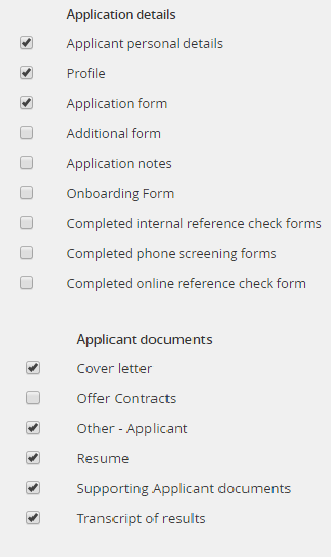 Application details
Applicant personal details
Profile
Application form
Additional form
Application notes
Onboarding Form
Completed internal reference check forms
Completed phone screening forms
Completed online reference check form
Applicant documents
Cover letter
Offer Contracts
Other - Applicant
Resume
Supporting Applicant documents
Transcript of results